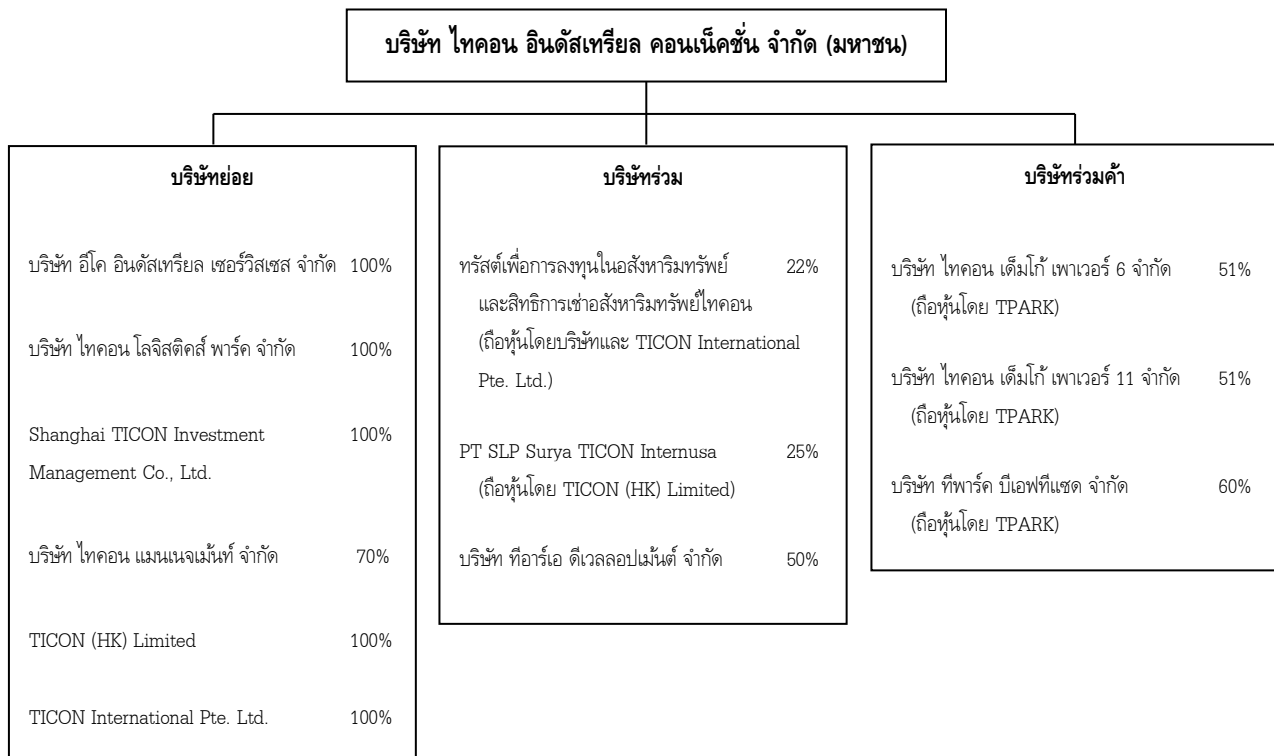 บริษัท ไทคอน อินดัสเทรียล คอนเน็คชั่น จำกัด (มหาชน)
บริษัทย่อย
บริษัท อีโค อินดัสเทรียล เซอร์วิสเซส จำกัด 100%
บริษัท ไทคอน โลจิสติคส์ พาร์ค จำกัด 100%
Shanghai TICON Investment 100%
Management Co., Ltd.
บริษัท ไทคอน แมนเนจเม้นท์ จำกัด 70%
TICON (HK) Limited 100%
TICON International Pte. Ltd. 100%
บริษัทร่วม
ทรัสต์เพื่อการลงทุนในอสังหาริมทรัพย์ 22%
และสิทธิการเช่าอสังหาริมทรัพย์ไทคอน
(ถือหุ้นโดยบริษัทและ TICON International
Pte. Ltd.)
PT SLP Surya TICON Internusa 25%
(ถือหุ้นโดย TICON (HK) Limited)
บริษัท ทีอาร์เอ ดีเวลลอปเม้นต์ จำกัด 50%
บริษัทร่วมค้า
บริษัท ไทคอน เด็มโก้ เพาเวอร์ 6 จำกัด 51%
(ถือหุ้นโดย TPARK)
บริษัท ไทคอน เด็มโก้ เพาเวอร์ 11 จำกัด 51%
(ถือหุ้นโดย TPARK)
บริษัท ทีพาร์ค บีเอฟทีแซด จำกัด 60%
(ถือหุ้นโดย TPARK)